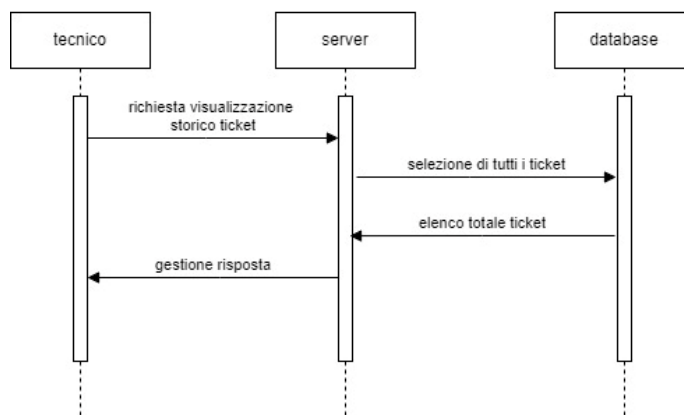 tecnico
server
database
richiesta visualizzazione
storico ticket
selezione di tutti i ticket
elenco totale ticket
gestione risposta